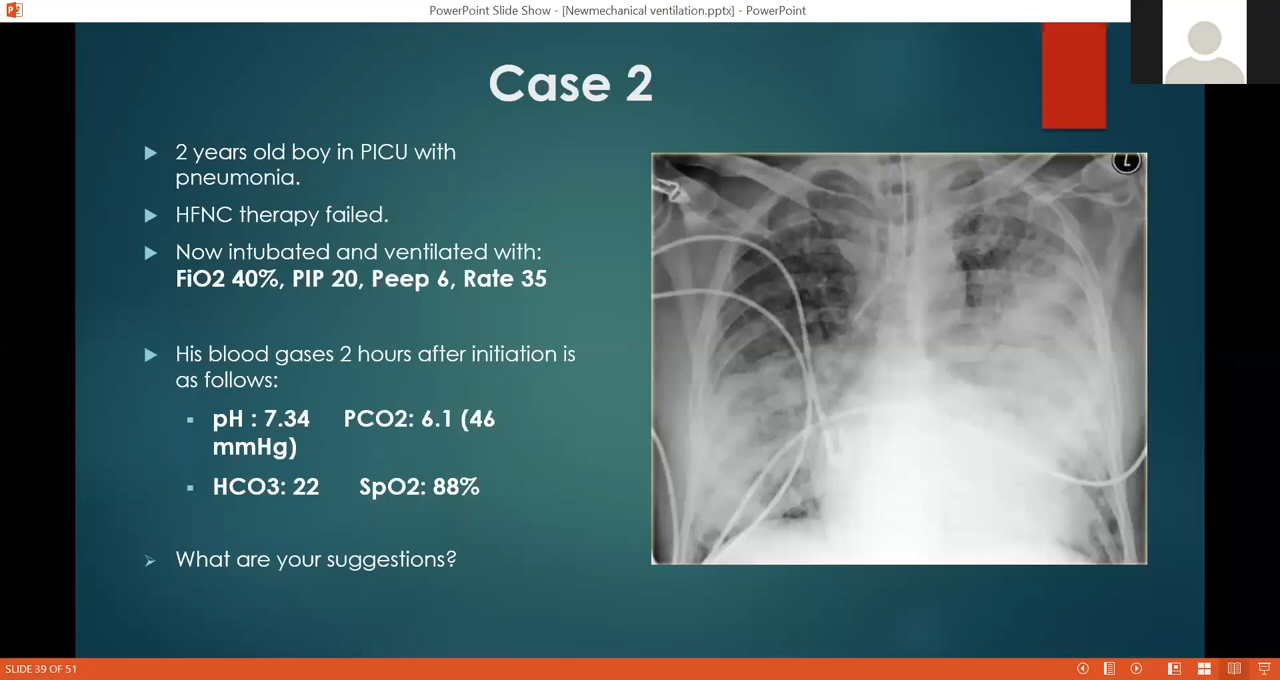 PowerPoint Slide Show - [Newmechanical ventilation.pptx] - PowerPoint
Case 2
2 years old boy in PICU with
pneumonia.
HFNC therapy failed.
Now intubated and ventilated with:
FiO2 40%, PIP 20, Peep 6, Rate 35
His blood gases 2 hours after initiation is
as follows:
pH : 7.34 PCO2: 6.1 (46
mmHg)
HCO3: 22 SpO2: 88%
What are your suggestions?
L
SLIDE 39 OF 51